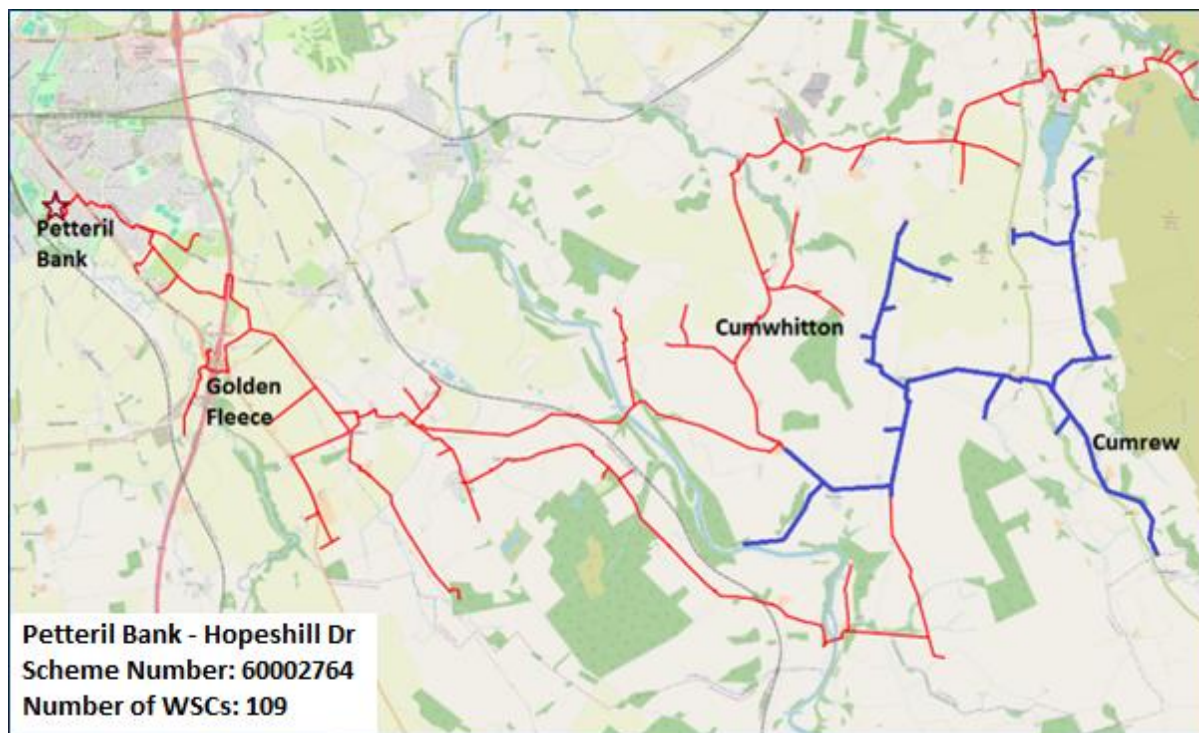 Petteril
Bank
Golden
Fleece
Cumwhitton
Cumrew
Petteril Bank - Hopeshill Dr
Scheme Number: 60002764
Number of WSCs: 109